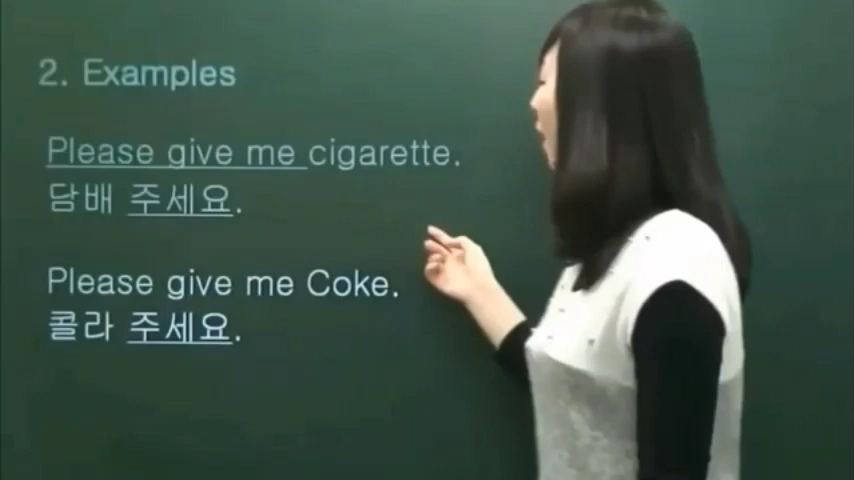 2. Examples
Please give me cigarette.
담배 주세요.
Please give me Coke.
콜라 주세요.